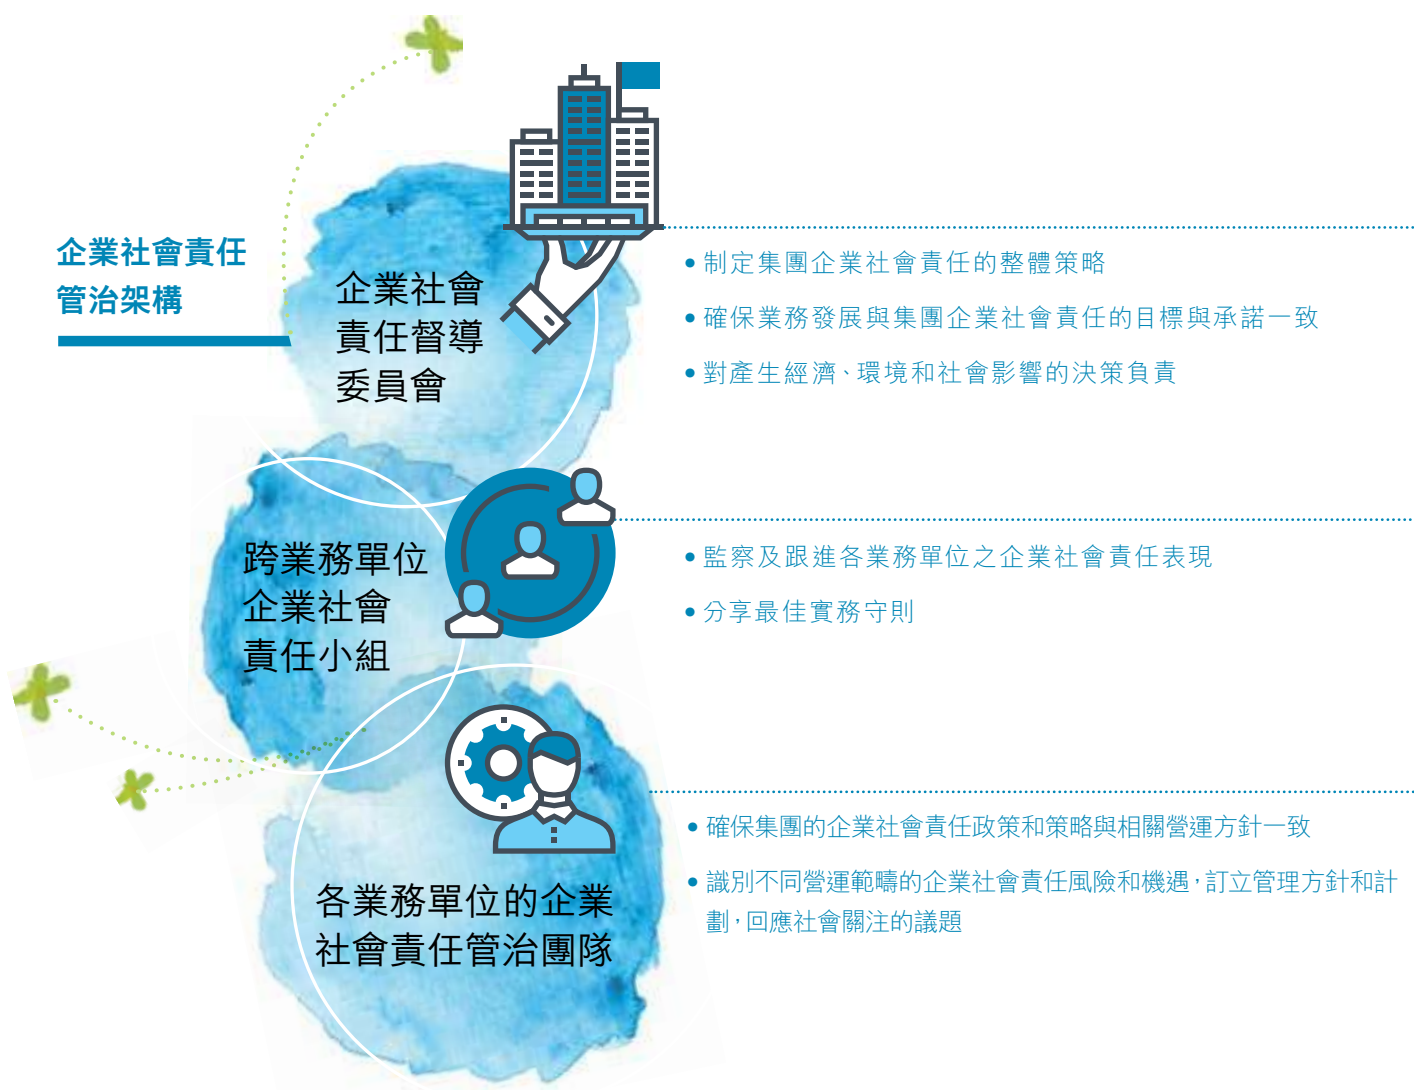 企業社會責任
管治架構
企業社會
責任督導
委員會
• 制定集團企業社會責任的整體策略
• 確保業務發展與集團企業社會責任的目標與承諾一致
• 對產生經濟、環境和社會影響的決策負責
跨業務單位
企業社會
責任小組
• 監察及跟進各業務單位之企業社會責任表現
• 分享最佳實務守則
各業務單位的企業
社會責任管治團隊
• 確保集團的企業社會責任政策和策略與相關營運方針一致
• 識別不同營運範疇的企業社會責任風險和機遇，訂立管理方針和計
劃，回應社會關注的議題